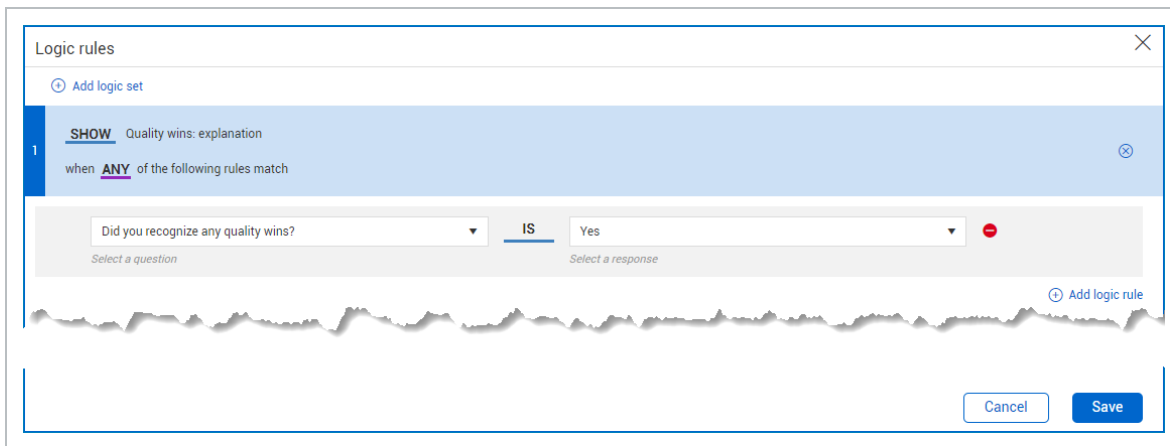 Logic rules
Add logic set
1
SHOW Quality wins: explanation
when ANY of the following rules match
Did you recognize any quality wins? IS Yes
Select a question Select a response
Add logic rule
Cancel Save